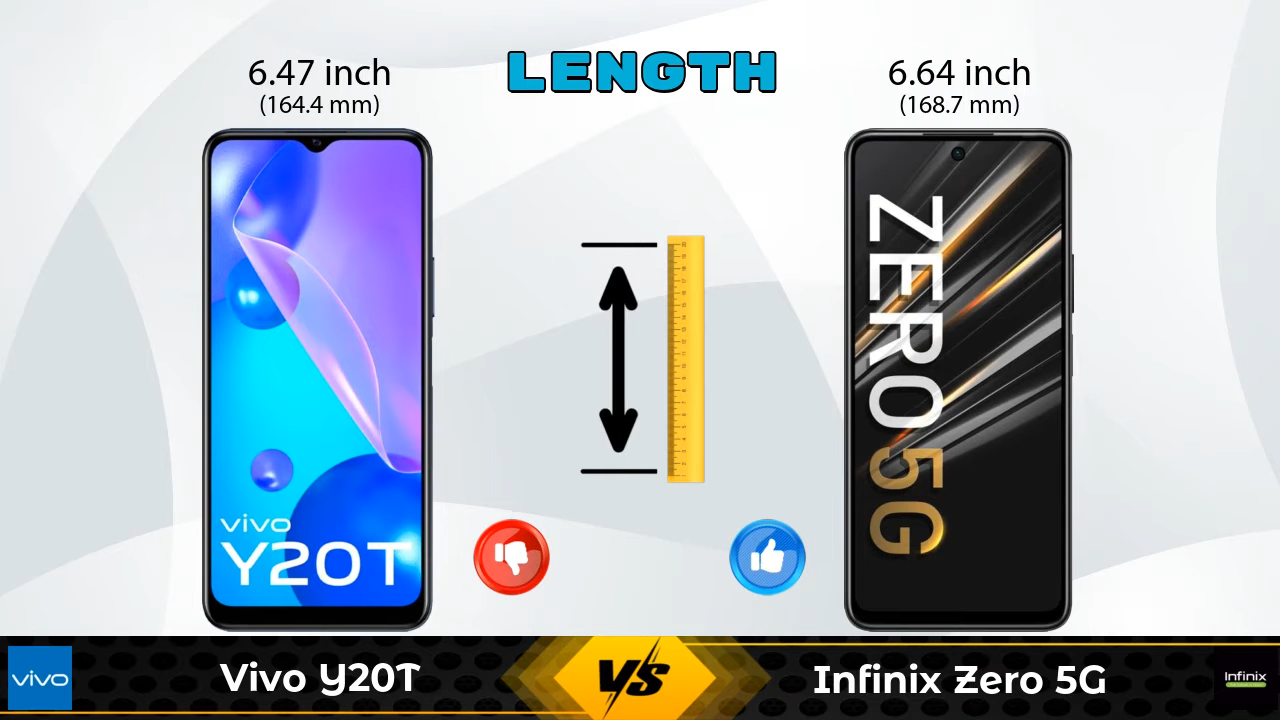 LENGTH
6.47 inch
(164.4 mm)
6.64 inch
(168.7 mm)
vivo
Y20T
ZERO 5G
vivo
Vivo Y20T
VS
Infinix Zero 5G
Infinix